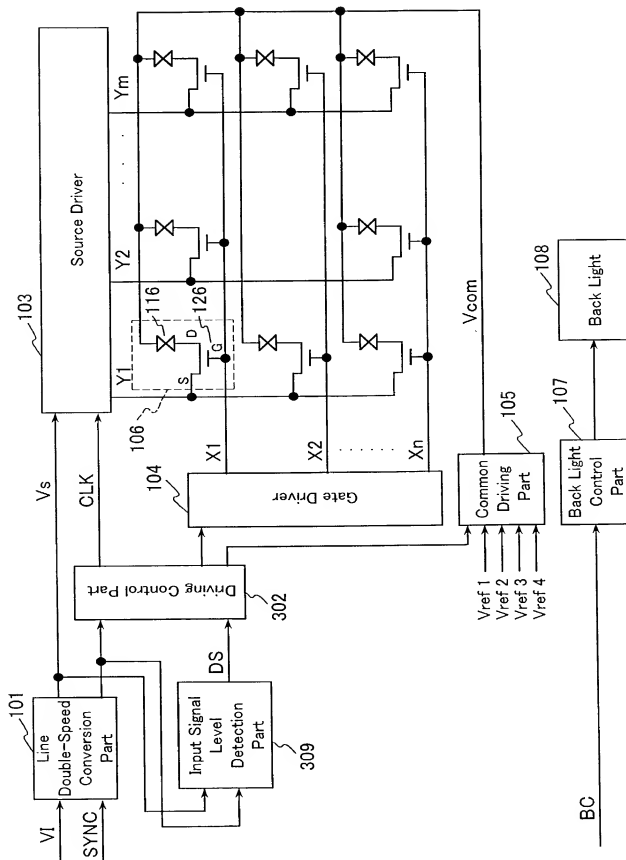 VI
SYNC
101
Line
Double-Speed
Conversion
Part
Vs
CLK
Input Signal
Level
Detection
Part
309
DS
Driving Control Part
302
103
Source Driver
Y1
Y2
. . . .
Ym
106
116
126
S
D
G
104
Gate Driver
X1
X2
. . . . . .
Xn
Vref 1
Vref 2
Vref 3
Vref 4
Common
Driving
Part
105
Vcom
BC
107
Back Light
Control
Part
108
Back Light